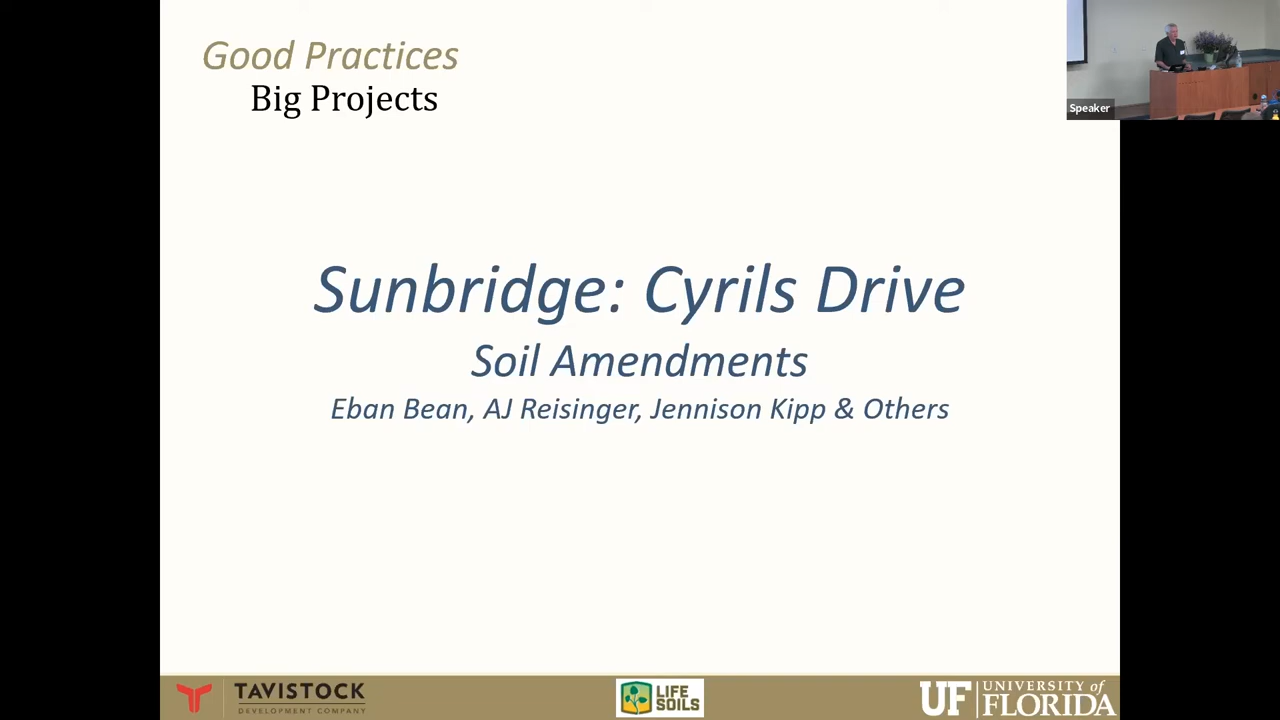 Good Practices
Big Projects
Speaker
Sunbridge: Cyrils Drive
Soil Amendments
Eban Bean, AJ Reisinger, Jennison Kipp & Others
TAVISTOCK
DEVELOPMENT COMPANY
LIFE
SOILS
UF UNIVERSITY of
FLORIDA